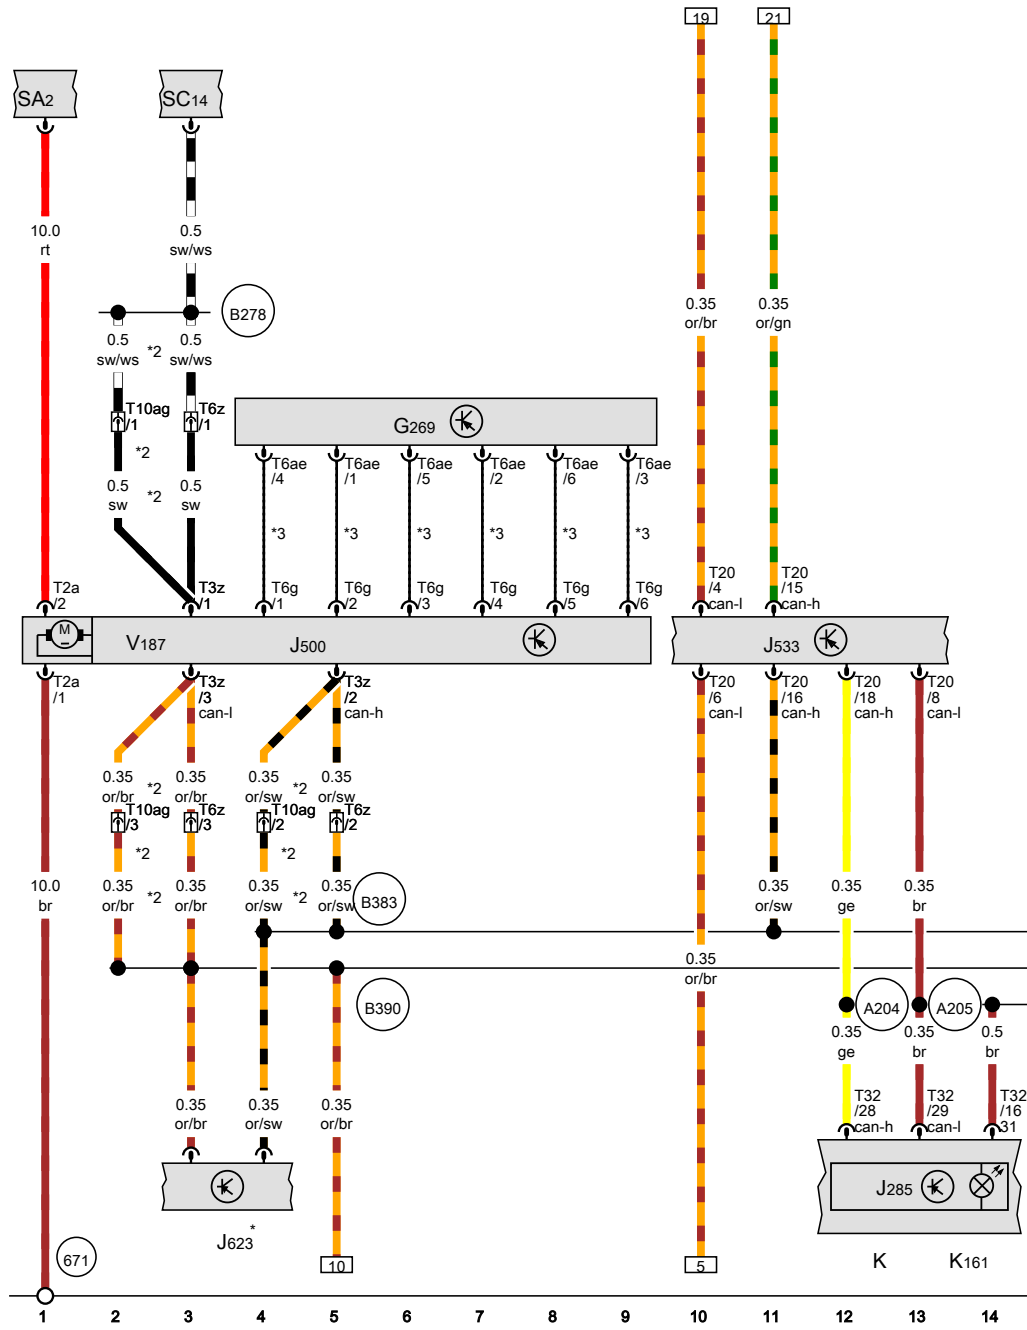 19 21
SA2 SC14
10.0 0.5 0.35 0.35
rt sw/ws or/br or/gn
B278
0.5 0.5
sw/ws *2 sw/ws
T10ag T6z
/1 /1
G269
*2
T6ae T6ae T6ae T6ae T6ae T6ae
/4 /1 /5 /2 /6 /3
0.5 *2 0.5
sw sw
*3 *3 *3 *3 *3 *3
T2a T3z T6g T6g T6g T6g T6g T6g T20 T20
/2 /1 /1 /2 /3 /4 /5 /6 /4 /15
can-l can-h
M V187 J500 J533
T2a T3z T3z T20 T20 T20 T20
/1 /3 /2 /6 /16 /18 /8
can-l can-h can-l can-h can-h can-l
0.35 *2 0.35 0.35 *2 0.35
or/br or/br or/sw or/sw
T10ag T6z T10ag T6z
/3 /3 /2 /2
*2 *2
10.0 0.35 *2 0.35 0.35 *2 0.35 0.35 0.35 0.35
br or/br or/br or/sw or/sw or/sw ge br
B383
0.35
or/br
B390 A204 A205
0.35 0.35 0.5
ge br br
0.35 0.35 0.35
or/br or/sw or/br
T32 T32 T32
/28 /29 /16
can-h can-l 31
J285
J623*
K K161
671
10 5
1 2 3 4 5 6 7 8 9 10 11 12 13 14